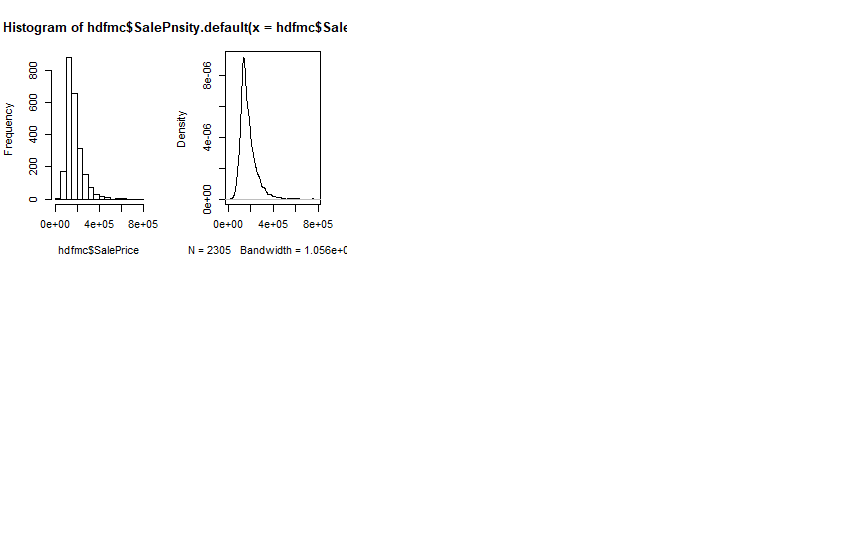 Histogram of hdfmc$SalePnsity.default(x = hdfmc$Sale
Frequency
800
600
400
200
0
0e+00 4e+05 8e+05
hdfmc$SalePrice
Density
8e-06
4e-06
0e+00
0e+00 4e+05 8e+05
N = 2305 Bandwidth = 1.056e+0